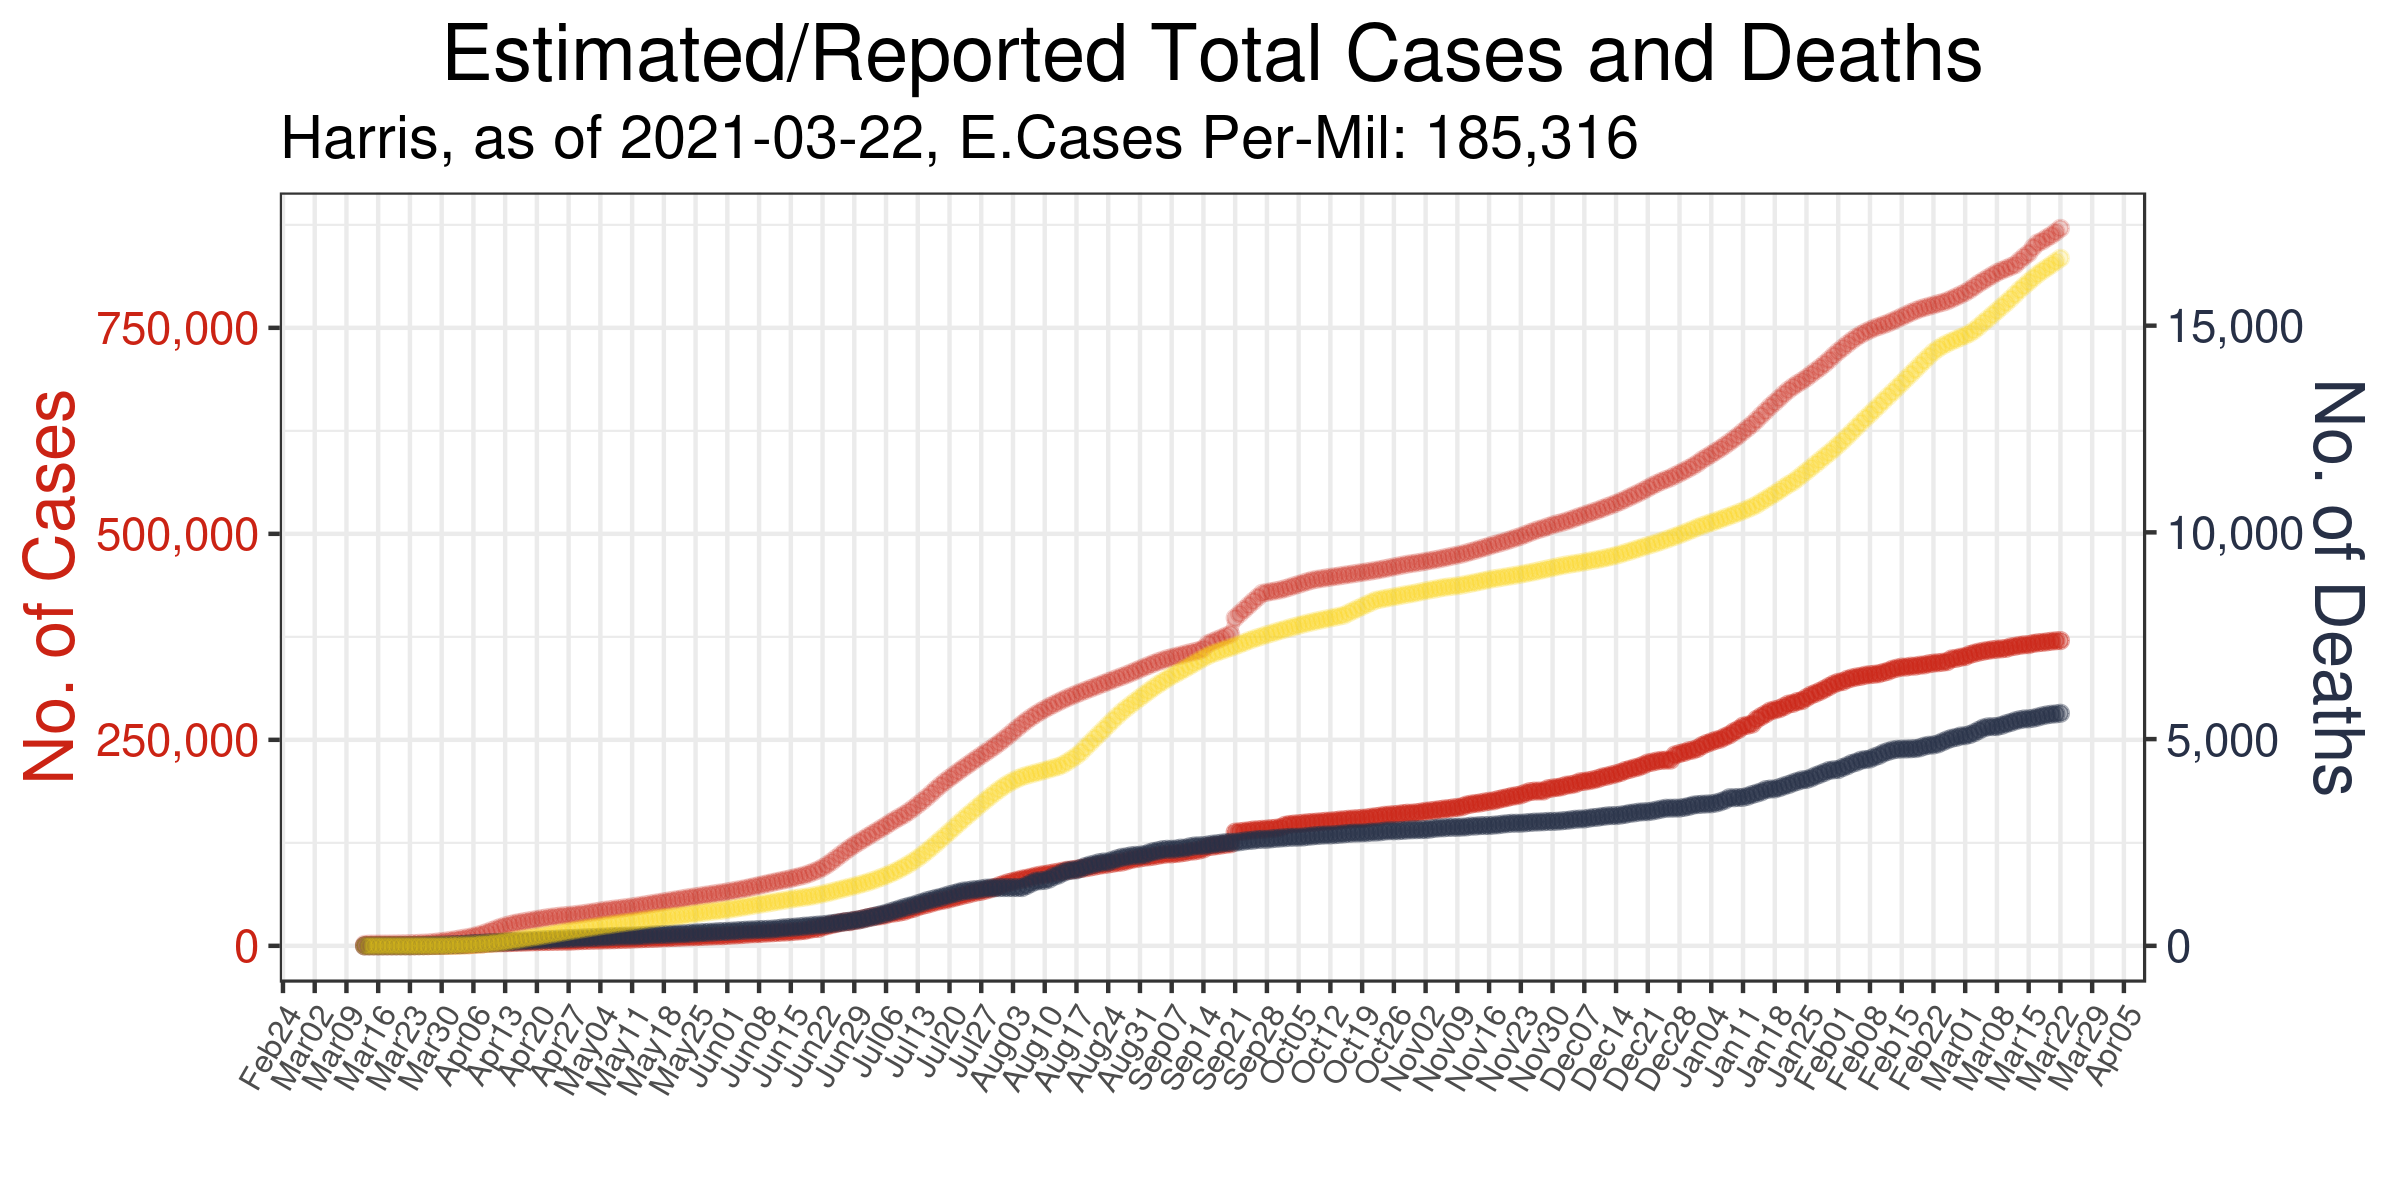 Estimated/Reported Total Cases and Deaths
Harris, as of 2021-03-22, E.Cases Per-Mil: 185,316
No. of Cases
750,000
500,000
250,000
0
15,000
10,000
5,000
0
No. of Deaths
Feb24
Mar02
Mar09
Mar16
Mar23
Mar30
Apr06
Apr13
Apr20
Apr27
May04
May11
May18
May25
Jun01
Jun08
Jun15
Jun22
Jun29
Jul06
Jul13
Jul20
Jul27
Aug03
Aug10
Aug17
Aug24
Aug31
Sep07
Sep14
Sep21
Sep28
Oct05
Oct12
Oct19
Oct26
Nov02
Nov09
Nov16
Nov23
Nov30
Dec07
Dec14
Dec21
Dec28
Jan04
Jan11
Jan18
Jan25
Feb01
Feb08
Feb15
Feb22
Mar01
Mar08
Mar15
Mar22
Mar29
Apr05